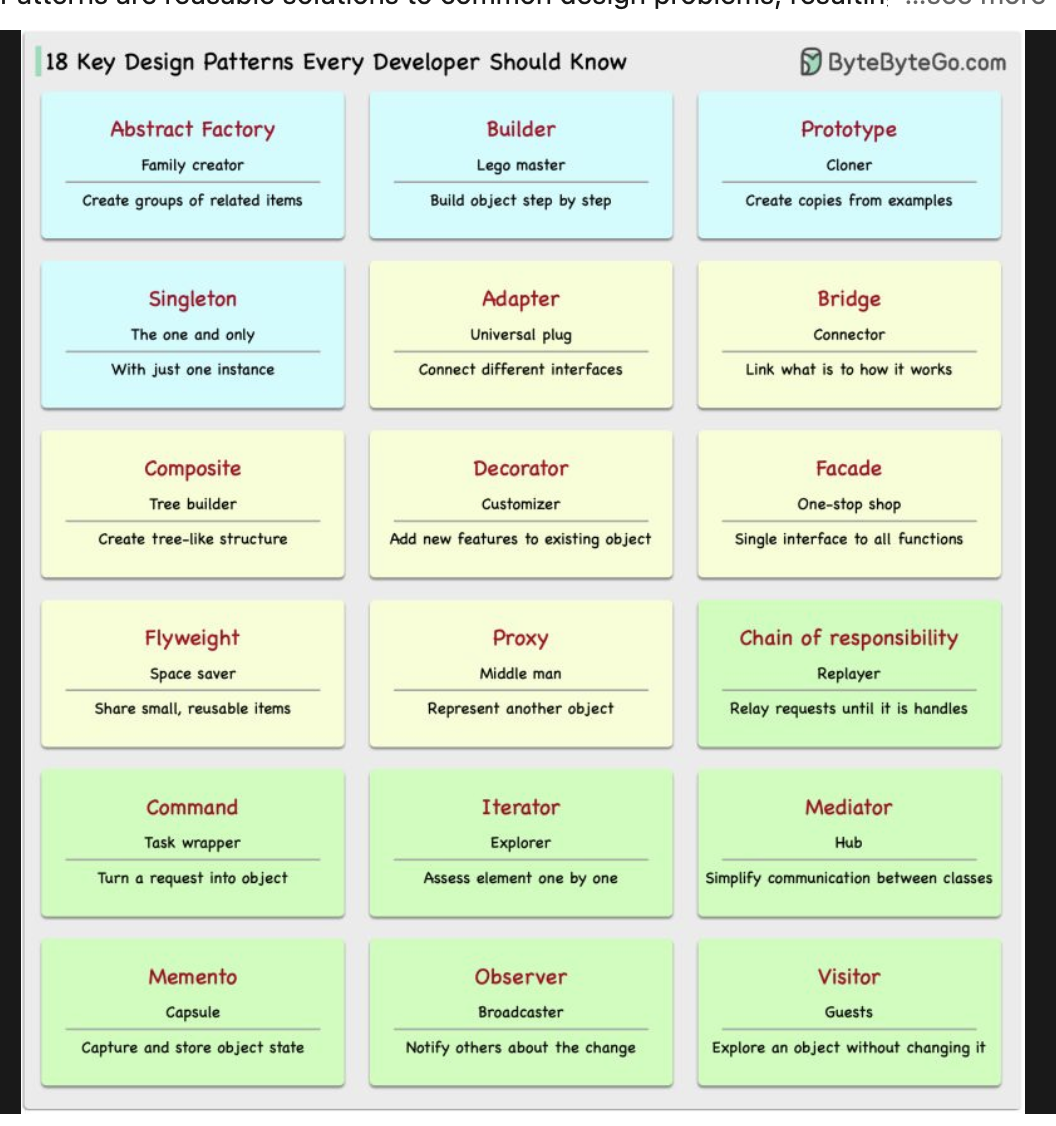 Patterns are reusable solutions to common design problems, resultin ...see more
18 Key Design Patterns Every Developer Should Know
ByteByteGo.com
Abstract Factory
Family creator
Create groups of related items
Builder
Lego master
Build object step by step
Prototype
Cloner
Create copies from examples
Singleton
The one and only
With just one instance
Adapter
Universal plug
Connect different interfaces
Bridge
Connector
Link what is to how it works
Composite
Tree builder
Create tree-like structure
Decorator
Customizer
Add new features to existing object
Facade
One-stop shop
Single interface to all functions
Flyweight
Space saver
Share small, reusable items
Proxy
Middle man
Represent another object
Chain of responsibility
Replayer
Relay requests until it is handles
Command
Task wrapper
Turn a request into object
Iterator
Explorer
Assess element one by one
Mediator
Hub
Simplify communication between classes
Memento
Capsule
Capture and store object state
Observer
Broadcaster
Notify others about the change
Visitor
Guests
Explore an object without changing it